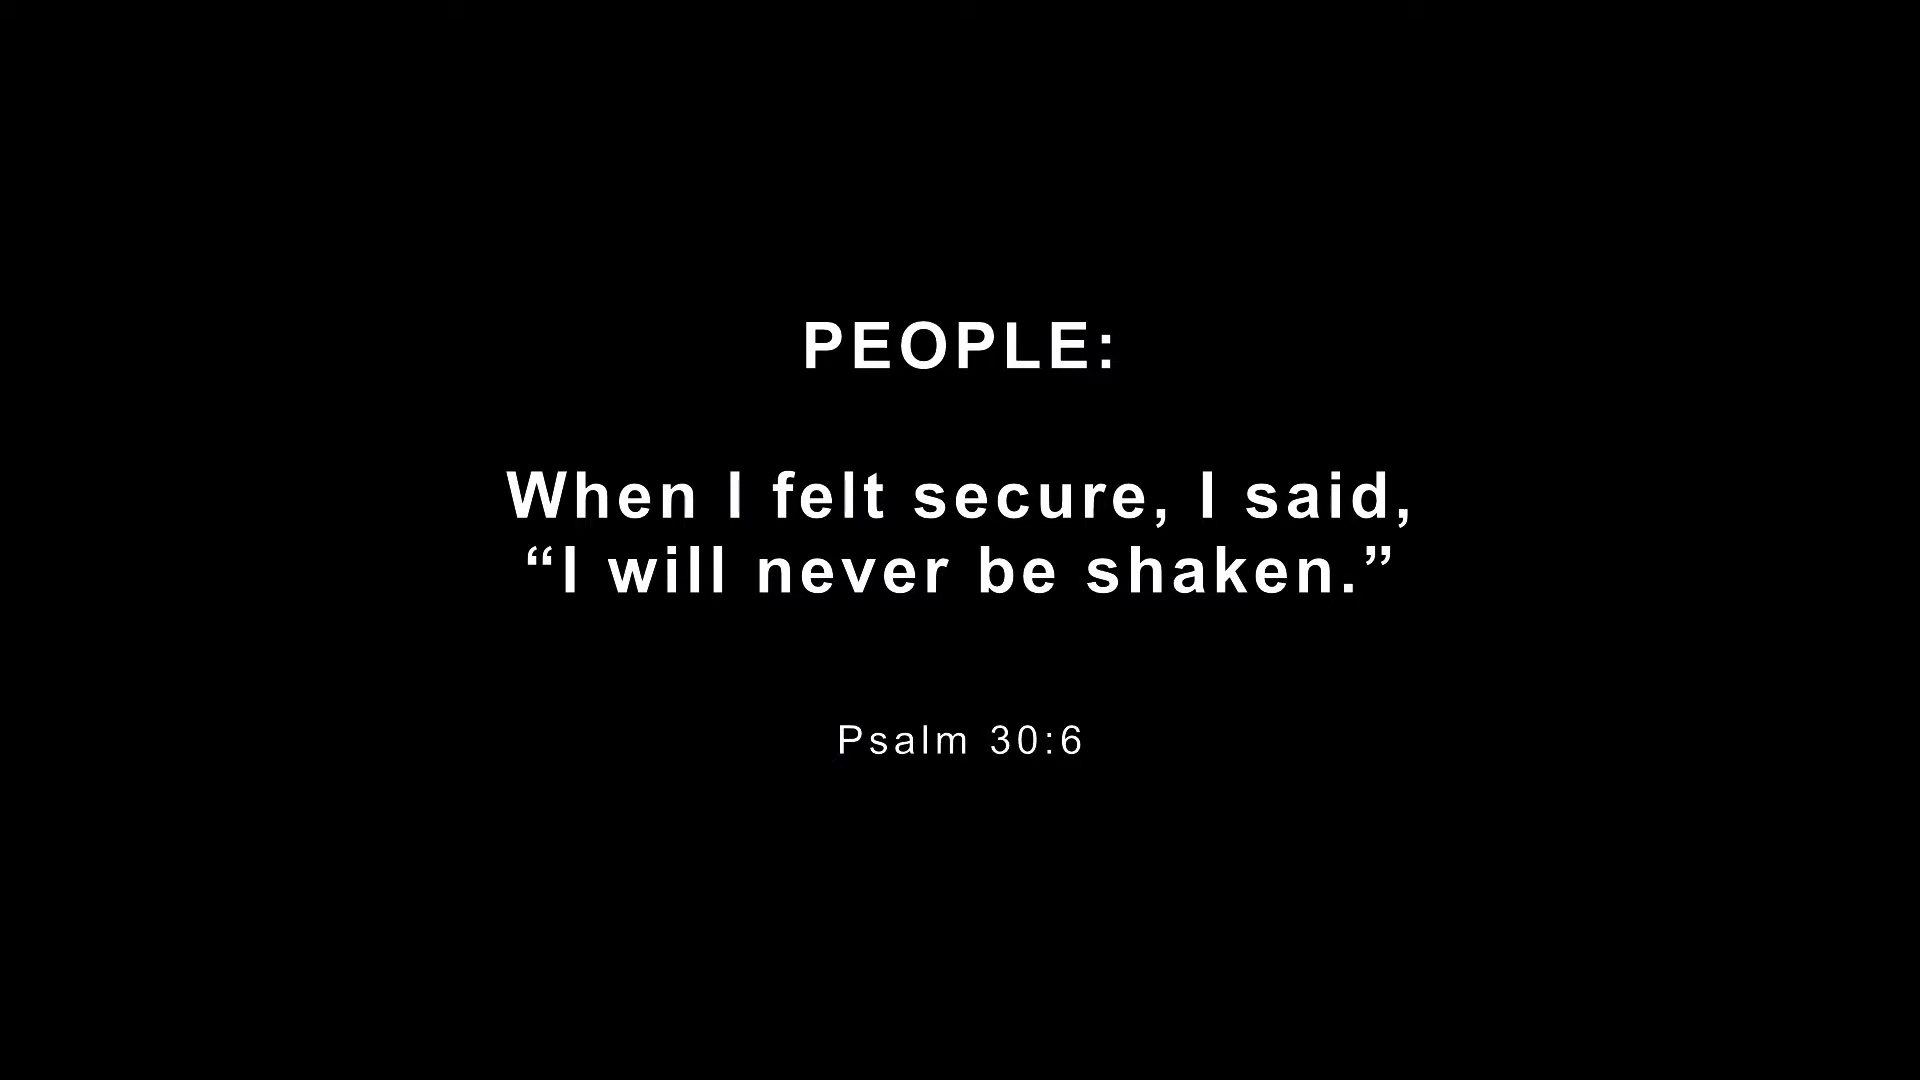 PEOPLE:
When I felt secure, I said,
“I will never be shaken.”
Psalm 30:6